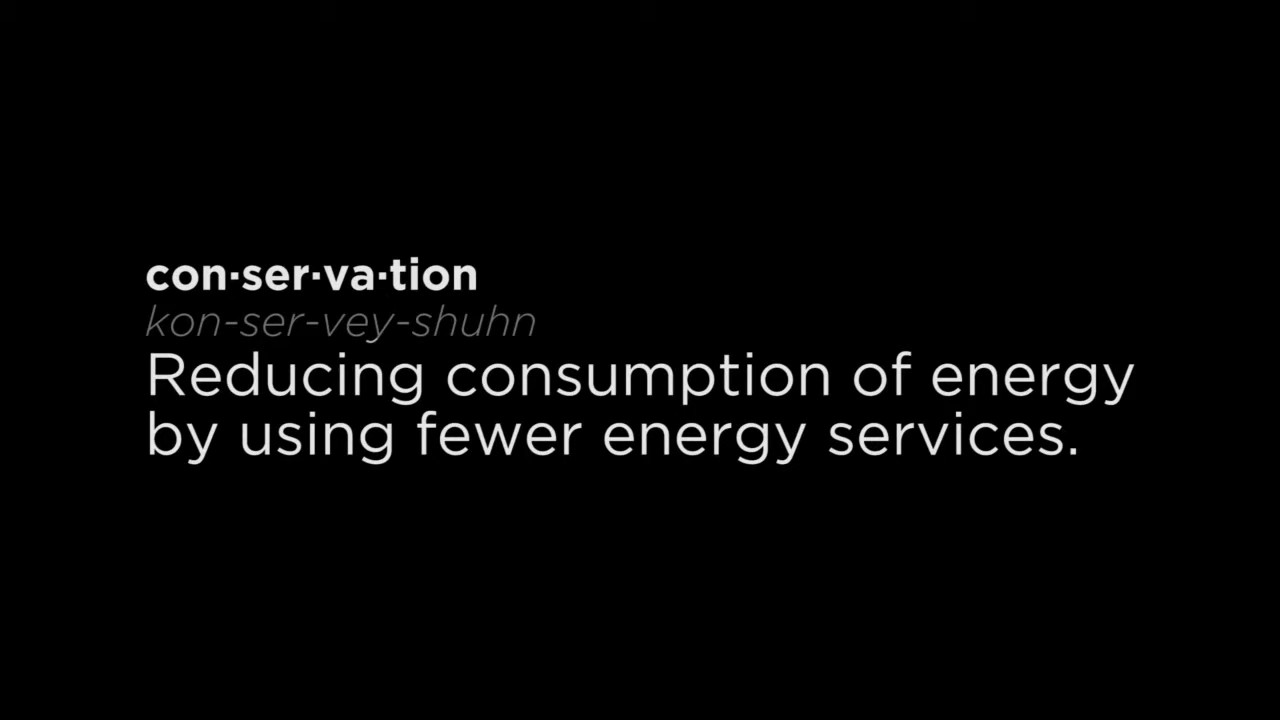 con·ser·va·tion
kon-ser-vey-shuhn
Reducing consumption of energy
by using fewer energy services.